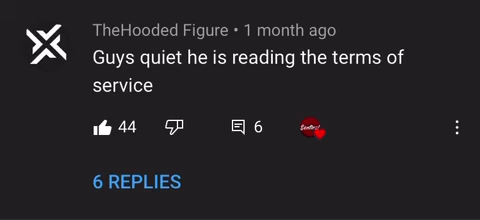 TheHooded Figure • 1 month ago
Guys quiet he is reading the terms of
service
44
6
6 REPLIES